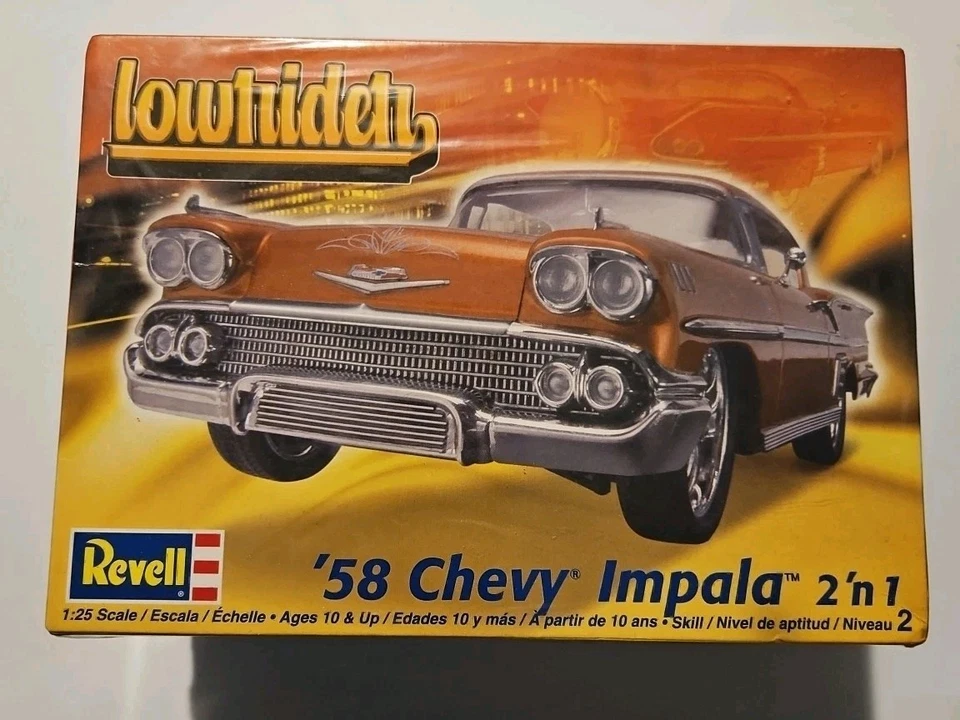 lowrider
Revell®
'58 Chevy® Impala™ 2'n1
1:25 Scale / Escala / Échelle • Ages 10 & Up / Edades 10 y más / À partir de 10 ans • Skill / Nivel de aptitud / Niveau 2